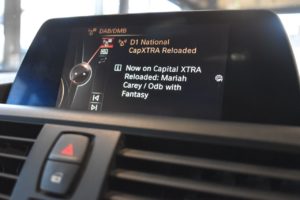 DAB/DMB
D1 National
CapXTRA Reloaded
Now on Capital XTRA
Reloaded: Mariah
Carey / Odb with
Fantasy